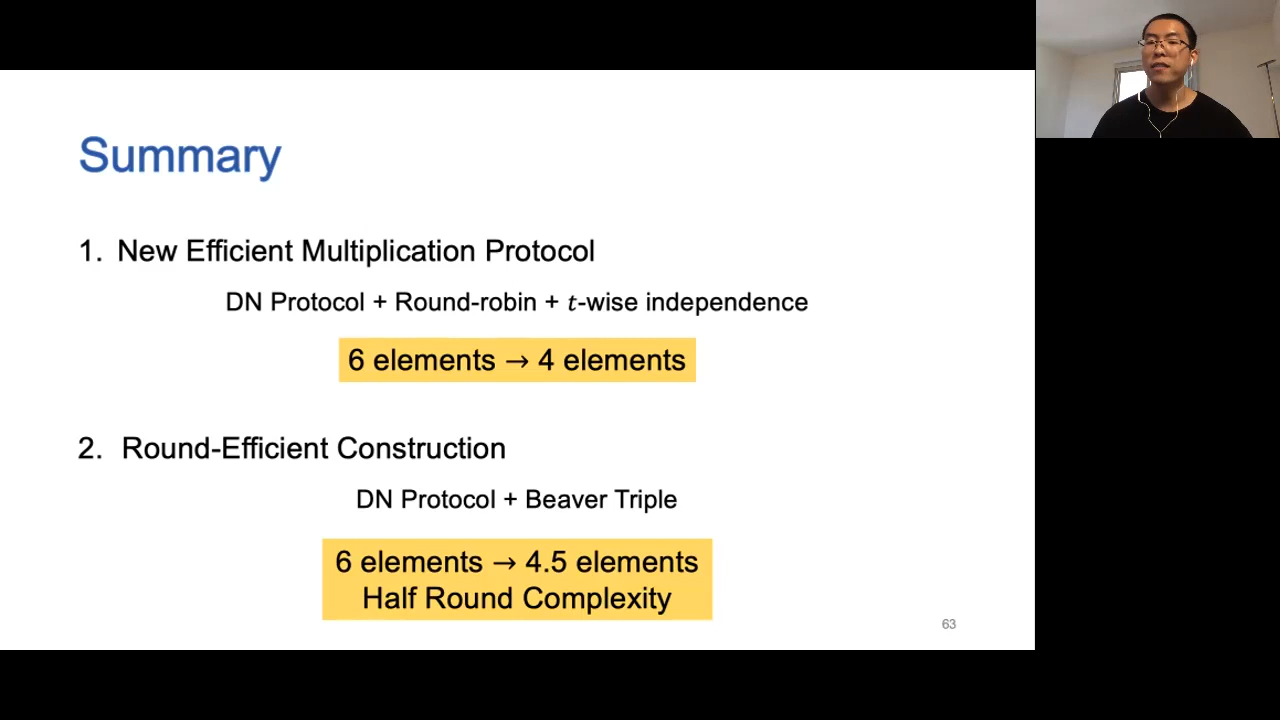 Summary
1. New Efficient Multiplication Protocol
DN Protocol + Round-robin + t-wise independence
6 elements → 4 elements
2. Round-Efficient Construction
DN Protocol + Beaver Triple
6 elements → 4.5 elements
Half Round Complexity
63